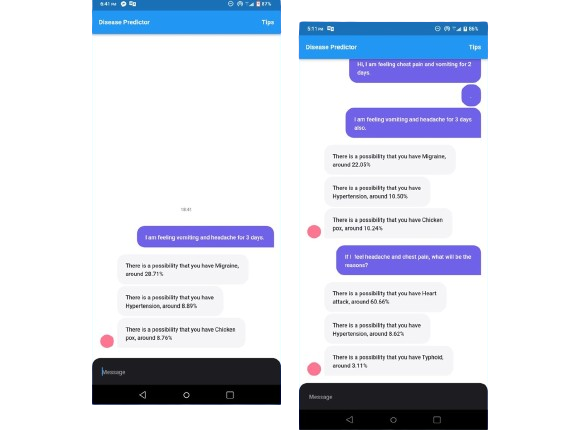 6:41 PM
87%
Disease Predictor
Tips
18:41
I am feeling vomiting and headache for 3 days.
There is a possibility that you have Migraine,
around 28.71%
There is a possibility that you have
Hypertension, around 8.89%
There is a possibility that you have Chicken
pox, around 8.76%
Message
5:11 PM
86%
Disease Predictor
Tips
Hi, I am feeling chest pain and vomiting for 2
days.
I am feeling vomiting and headache for 3 days
also.
There is a possibility that you have Migraine,
around 22.05%
There is a possibility that you have
Hypertension, around 10.50%
There is a possibility that you have Chicken
pox, around 10.24%
If i feel headache and chest pain, what will be the
reasons?
There is a possibility that you have Heart
attack, around 60.66%
There is a possibility that you have
Hypertension, around 8.62%
There is a possibility that you have Typhoid,
around 3.11%
Message